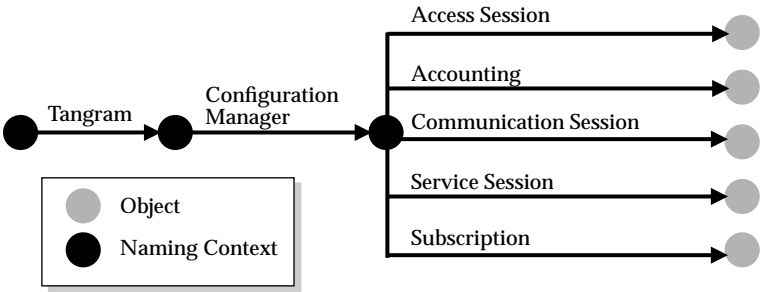 Access Session
Accounting
Tangram
Configuration
Manager
Communication Session
Service Session
Subscription
Object
Naming Context